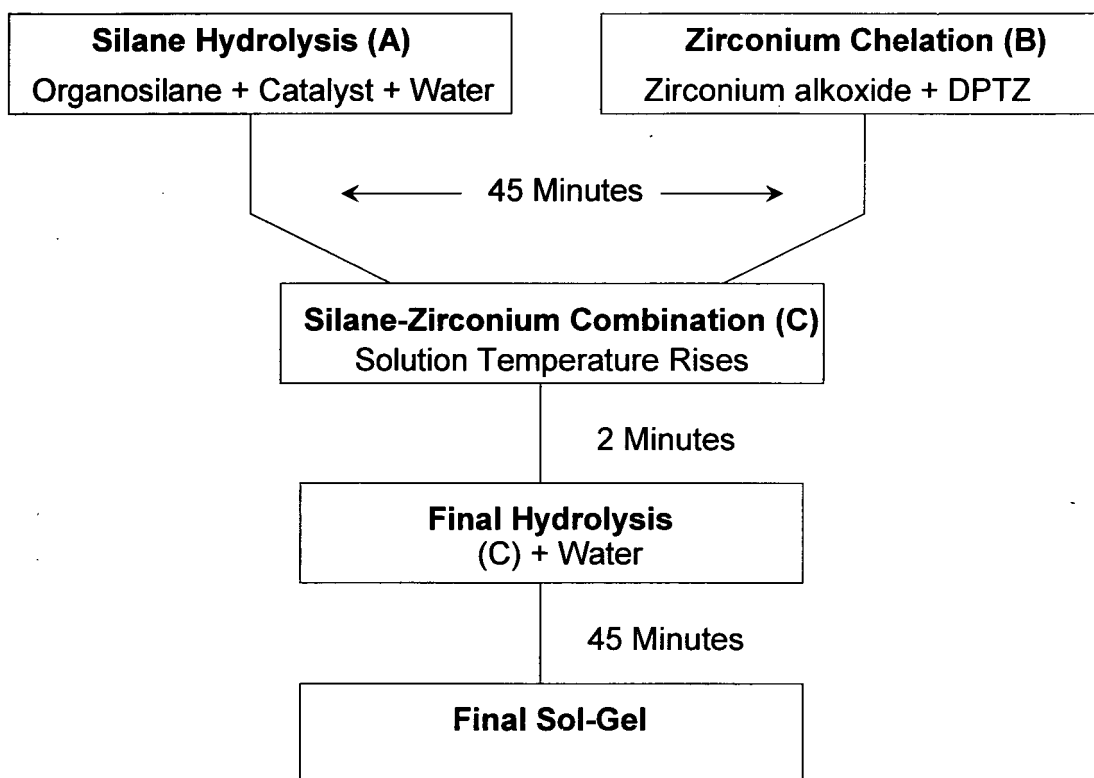 Silane Hydrolysis (A)
Organosilane + Catalyst + Water
Zirconium Chelation (B)
Zirconium alkoxide + DPTZ
45 Minutes
Silane-Zirconium Combination (C)
Solution Temperature Rises
2 Minutes
Final Hydrolysis
(C) + Water
45 Minutes
Final Sol-Gel